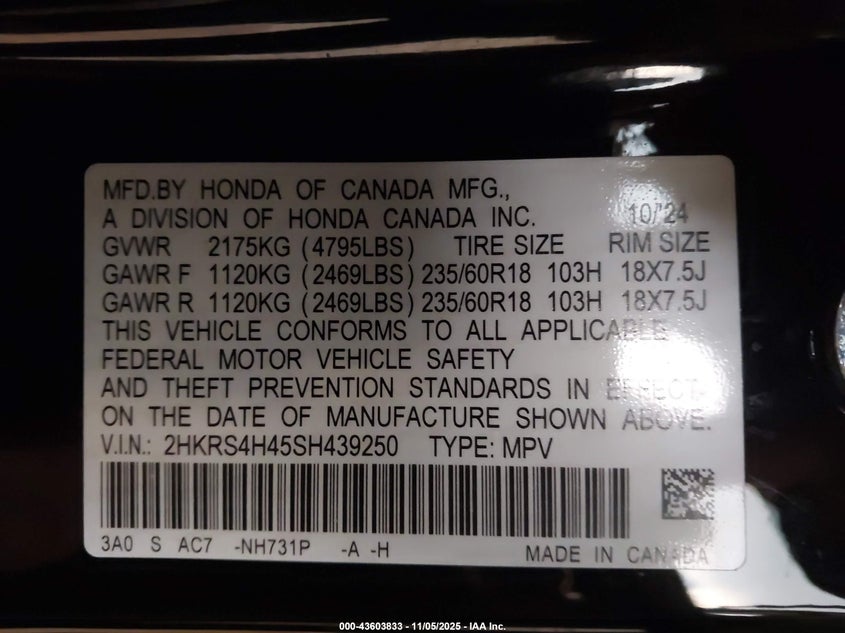 MFD.BY HONDA OF CANADA MFG.,
A DIVISION OF HONDA CANADA INC. 10/'24
GVWR 2175KG (4795LBS) TIRE SIZE RIM SIZE
GAWR F 1120KG (2469LBS) 235/60R18 103H 18X7.5J
GAWR R 1120KG (2469LBS) 235/60R18 103H 18X7.5J
THIS VEHICLE CONFORMS TO ALL APPLICABLE
FEDERAL MOTOR VEHICLE SAFETY
AND THEFT PREVENTION STANDARDS IN EFFECT
ON THE DATE OF MANUFACTURE SHOWN ABOVE.
V.I.N.: 2HKRS4H45SH439250 TYPE: MPV
3A0 S AC7 -NH731P -A -H MADE IN CANADA
000-43603833 - 11/05/2025 - IAA Inc.